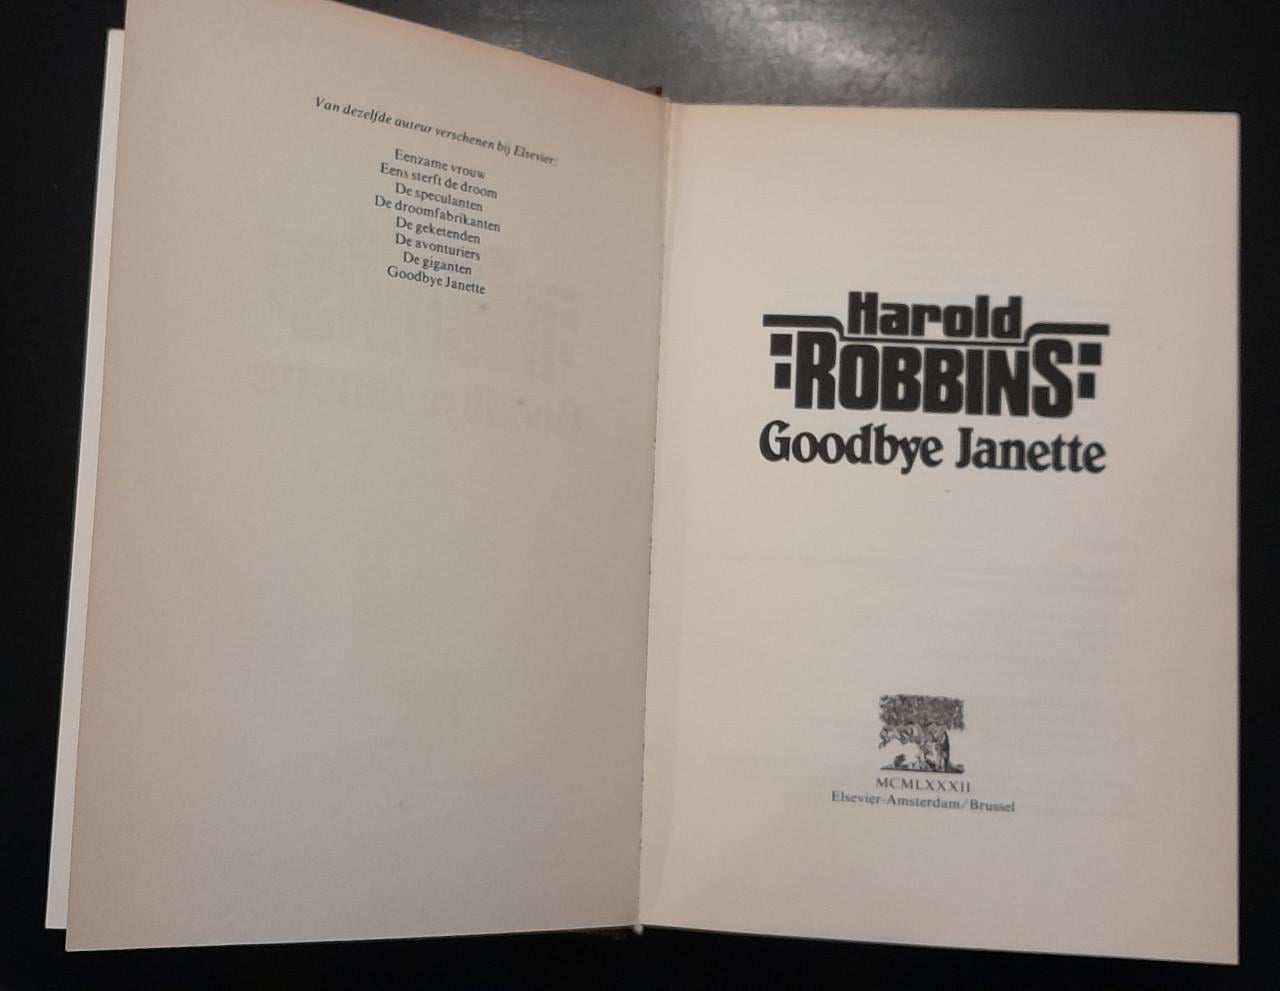 Van dezelfde auteur verschenen bij Elsevier:
Eenzame vrouw
Eens sterft de droom
De speculanten
De droomfabrikanten
De geketenden
De avonturiers
De giganten
Goodbye Janette
Harold
ROBBINS
Goodbye Janette
MCMLXXXII
Elsevier-Amsterdam/Brussel